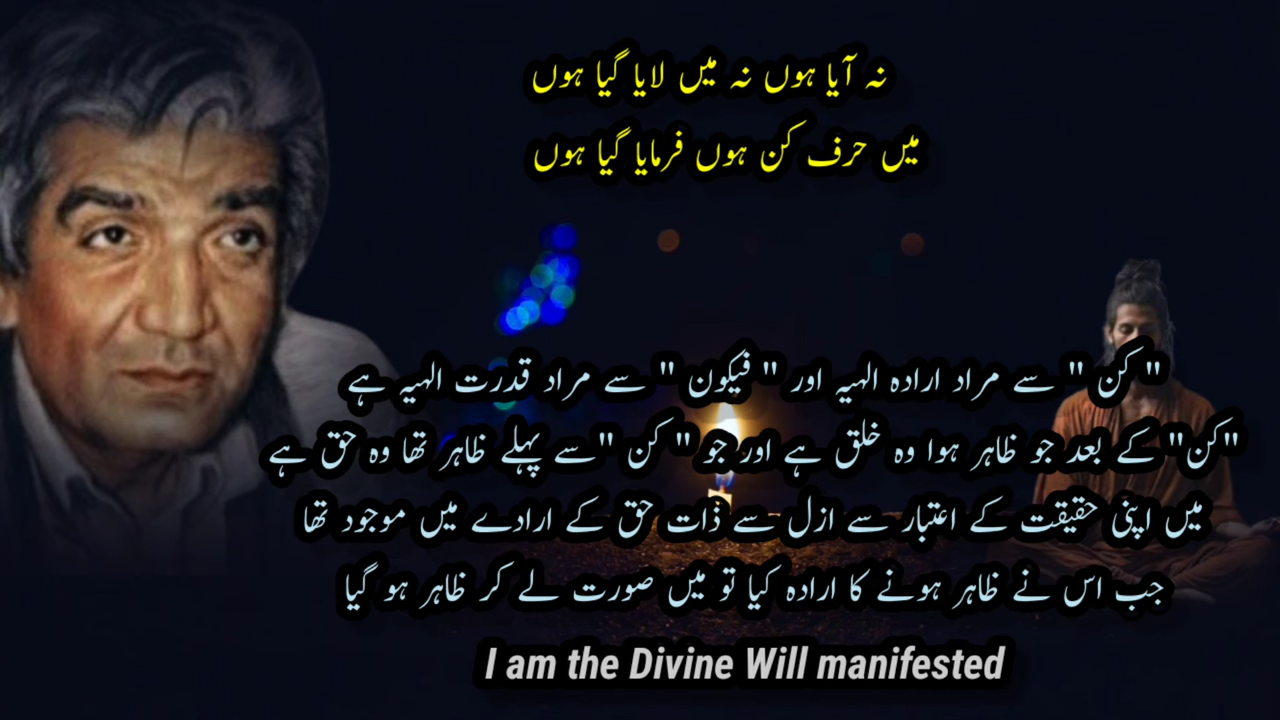 نہ آیا ہوں نہ میں لایا گیا ہوں
میں حرف کن ہوں فرمایا گیا ہوں
" کن " سے مراد ارادہ الہیہ اور " فیکون " سے مراد قدرت الہیہ ہے
"کن" کے بعد جو ظاہر ہوا وہ خلق ہے اور جو " کن "سے پہلے ظاہر تھا وہ حق ہے
میں اپنی حقیقت کے اعتبار سے ازل سے ذات حق کے ارادے میں موجود تھا
جب اس نے ظاہر ہونے کا ارادہ کیا تو میں صورت لے کر ظاہر ہو گیا
I am the Divine Will manifested